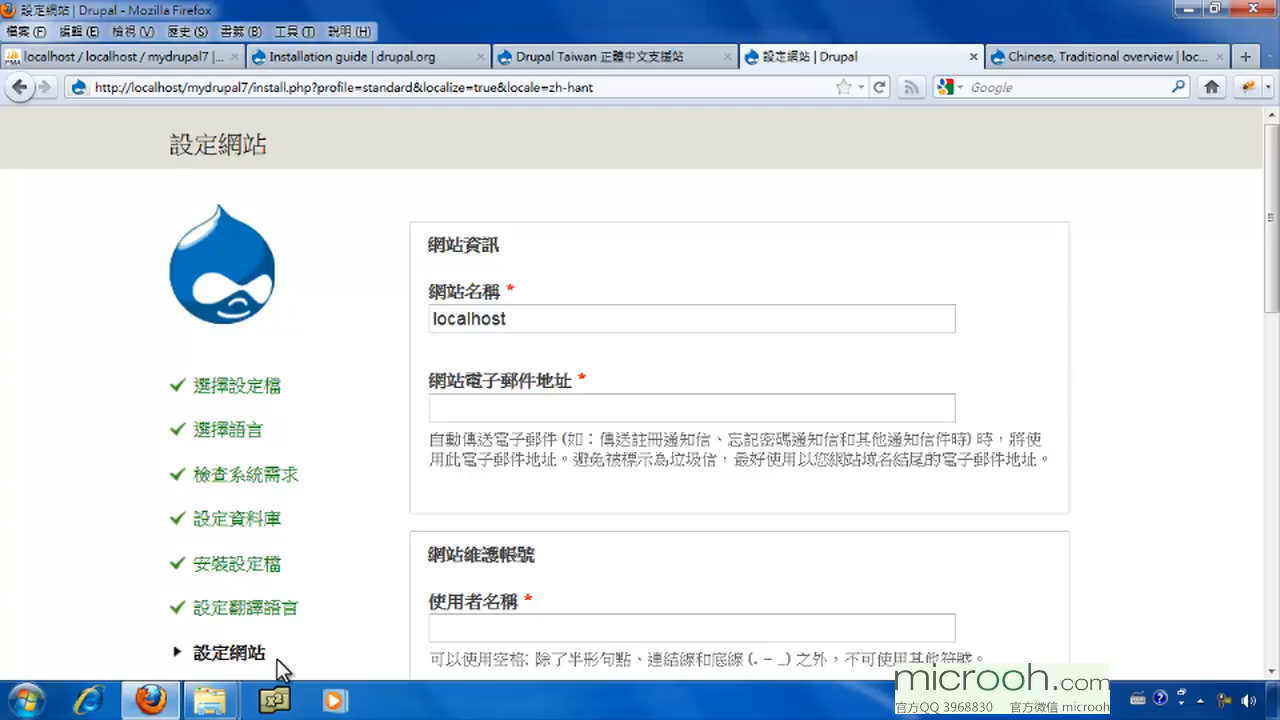 設定網站 | Drupal - Mozilla Firefox
檔案(F) 編輯(E) 檢視(V) 歷史(S) 書籤(B) 工具(T) 說明(H)
localhost / localhost / mydrupal7 |... Installation guide | drupal.org Drupal Taiwan 正體中文支援站 設定網站 | Drupal Chinese, Traditional overview | loc...
http://localhost/mydrupal7/install.php?profile=standard&localize=true&locale=zh-hant
Google
設定網站
選擇設定檔
選擇語言
檢查系統需求
設定資料庫
安裝設定檔
設定翻譯語言
設定網站
網站資訊
網站名稱 *
localhost
網站電子郵件地址 *
自動傳送電子郵件 (如：傳送註冊通知信、忘記密碼通知信和其他通知信件時) 時，將使
用此電子郵件地址。避免被標示為垃圾信，最好使用以您網站域名結尾的電子郵件地址。
網站維護帳號
使用者名稱 *
可以使用空格; 除了半形句點、連結線和底線 (. - _) 之外，不可使用其他符號。
microoh.com
官方QQ 3968830 官方微信 microoh